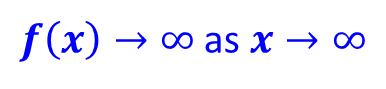 f(x) → ∞ as x → ∞